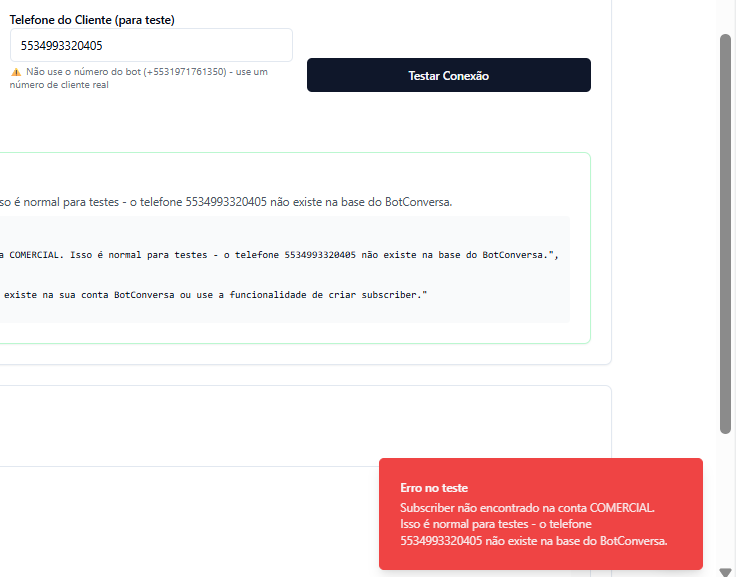 Telefone do Cliente (para teste)
5534993320405
⚠️ Não use o número do bot (+5531971761350) - use um
número de cliente real
Testar Conexão
so é normal para testes - o telefone 5534993320405 não existe na base do BotConversa.
a COMERCIAL. Isso é normal para testes - o telefone 5534993320405 não existe na base do BotConversa.",
existe na sua conta BotConversa ou use a funcionalidade de criar subscriber."
Erro no teste
Subscriber não encontrado na conta COMERCIAL.
Isso é normal para testes - o telefone
5534993320405 não existe na base do BotConversa.